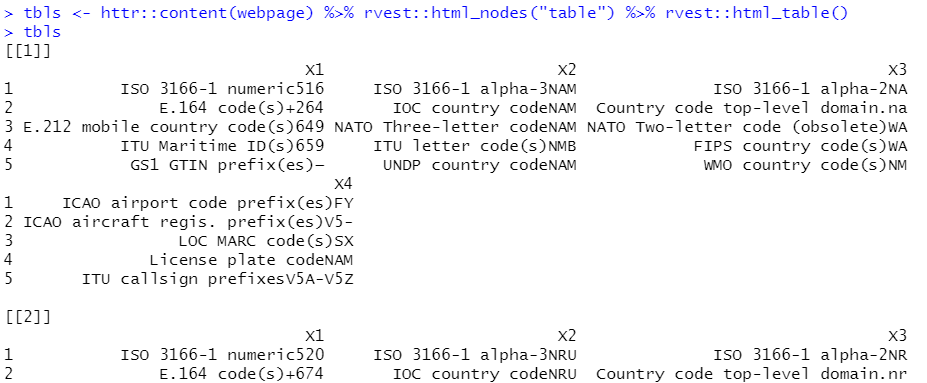 > tbls <- httr::content(webpage) %>% rvest::html_nodes("table") %>% rvest::html_table()
> tbls
[[1]]
X1 X2 X3
1 ISO 3166-1 numeric516 ISO 3166-1 alpha-3NAM ISO 3166-1 alpha-2NA
2 E.164 code(s)+264 IOC country codeNAM Country code top-level domain.na
3 E.212 mobile country code(s)649 NATO Three-letter codeNAM NATO Two-letter code (obsolete)WA
4 ITU Maritime ID(s)659 ITU letter code(s)NMB FIPS country code(s)WA
5 GS1 GTIN prefix(es)— UNDP country codeNAM WMO country code(s)NM
X4
1 ICAO airport code prefix(es)FY
2 ICAO aircraft regis. prefix(es)V5-
3 LOC MARC code(s)SX
4 License plate codeNAM
5 ITU callsign prefixesV5A-V5Z
[[2]]
X1 X2 X3
1 ISO 3166-1 numeric520 ISO 3166-1 alpha-3NRU ISO 3166-1 alpha-2NR
2 E.164 code(s)+674 IOC country codeNRU Country code top-level domain.nr